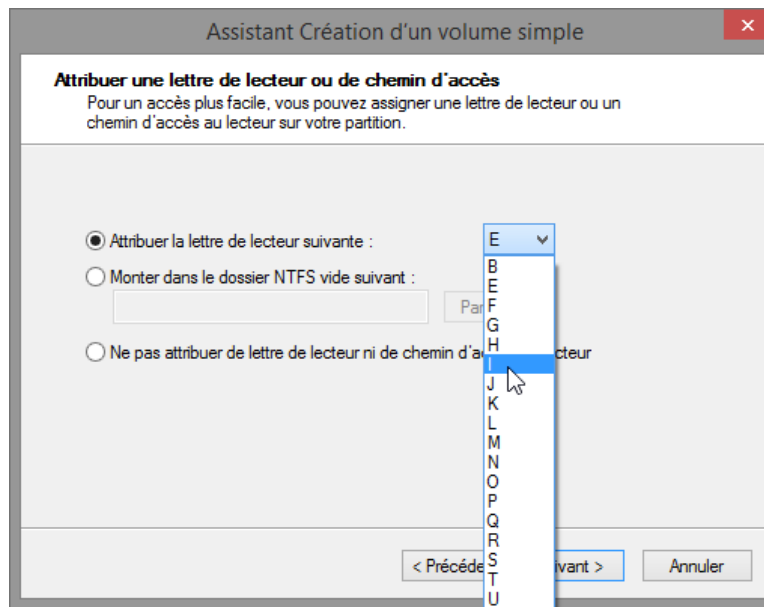 Assistant Création d'un volume simple
Attribuer une lettre de lecteur ou de chemin d'accès
Pour un accès plus facile, vous pouvez assigner une lettre de lecteur ou un
chemin d'accès au lecteur sur votre partition.
Attribuer la lettre de lecteur suivante :
E
Monter dans le dossier NTFS vide suivant :
Ne pas attribuer de lettre de lecteur ni de chemin
B
E
F
G
H
I
J
K
L
M
N
O
P
Q
R
S
T
U
Annuler